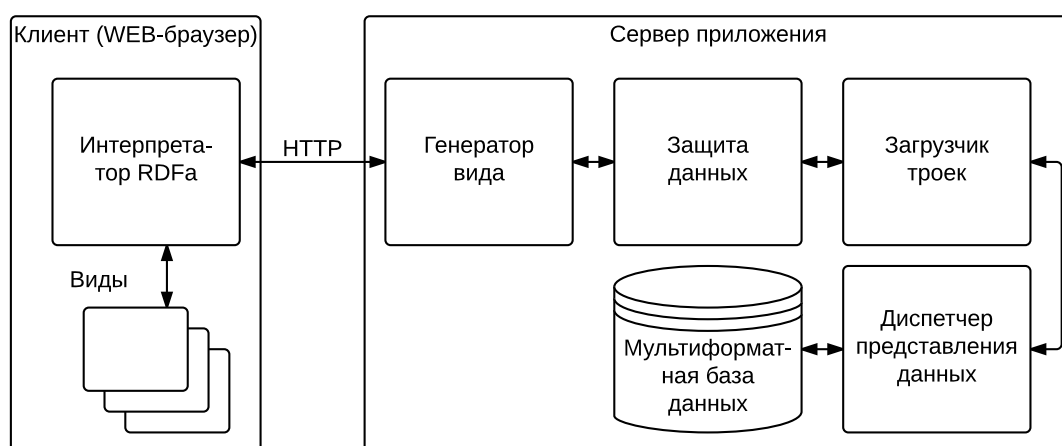 Клиент (WEB-браузер)
Сервер приложения
Интерпрета-
тор RDFa
HTTP
Генератор
вида
Защита
данных
Загрузчик
троек
Виды
Мультиформат-
ная база
данных
Диспетчер
представления
данных